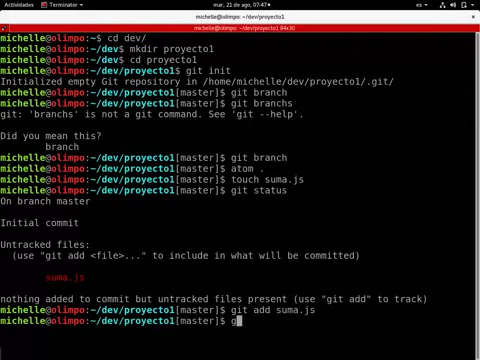 Actividades Terminator mar, 21 de ago, 07:47 es
michelle@olimpo:~/dev/proyecto1
michelle@olimpo:~/dev/proyecto1 84x30
michelle@olimpo:~$ cd dev/
michelle@olimpo:~/dev$ mkdir proyecto1
michelle@olimpo:~/dev$ cd proyecto1
michelle@olimpo:~/dev/proyecto1$ git init
Initialized empty Git repository in /home/michelle/dev/proyecto1/.git/
michelle@olimpo:~/dev/proyecto1[master]$ git branch
michelle@olimpo:~/dev/proyecto1[master]$ git branchs
git: 'branchs' is not a git command. See 'git --help'.
Did you mean this?
branch
michelle@olimpo:~/dev/proyecto1[master]$ git branch
michelle@olimpo:~/dev/proyecto1[master]$ atom .
michelle@olimpo:~/dev/proyecto1[master]$ touch suma.js
michelle@olimpo:~/dev/proyecto1[master]$ git status
On branch master
Initial commit
Untracked files:
(use "git add <file>..." to include in what will be committed)
suma.js
nothing added to commit but untracked files present (use "git add" to track)
michelle@olimpo:~/dev/proyecto1[master]$ git add suma.js
michelle@olimpo:~/dev/proyecto1[master]$ g